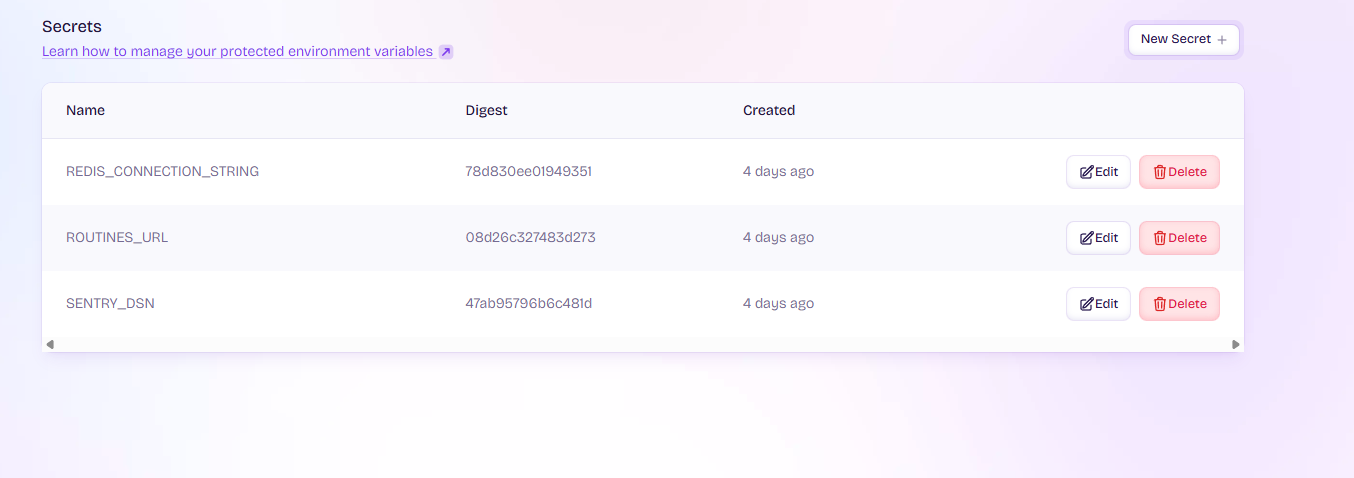 Secrets
Learn how to manage your protected environment variables
New Secret +
Name Digest Created
REDIS_CONNECTION_STRING 78d830ee01949351 4 days ago Edit Delete
ROUTINES_URL 08d26c327483d273 4 days ago Edit Delete
SENTRY_DSN 47ab95796b6c481d 4 days ago Edit Delete